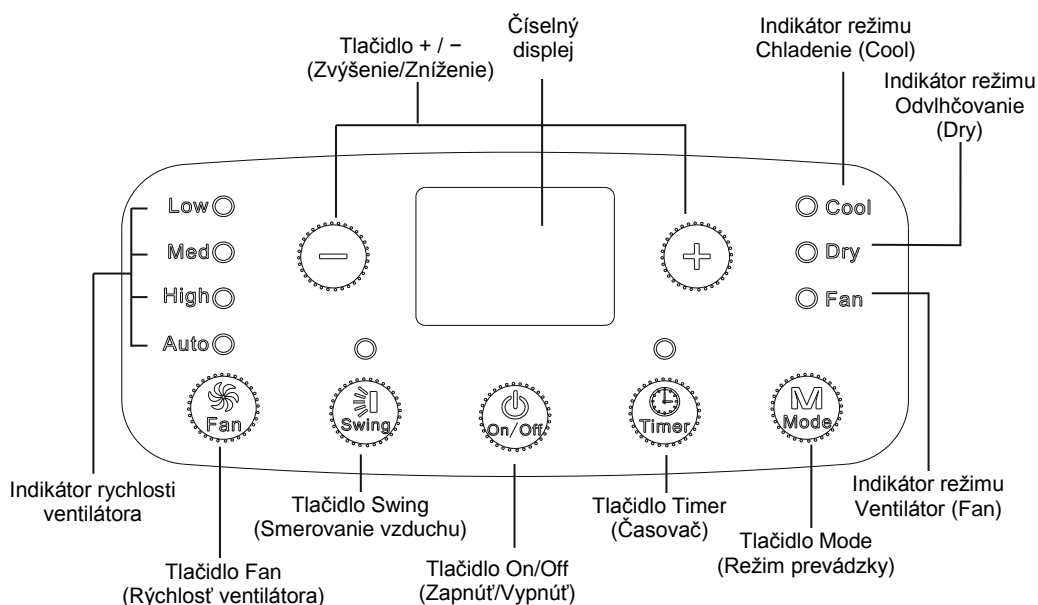 Číselný
displej
Tlačidlo + / −
(Zvýšenie/Zníženie)
Indikátor režimu
Chladenie (Cool)
Indikátor režimu
Odvlhčovanie
(Dry)
Low
Med
High
Auto
Cool
Dry
Fan
Fan
Swing
On/Off
Timer
M
Mode
Indikátor rychlosti
ventilátora
Tlačidlo Swing
(Smerovanie vzduchu)
Tlačidlo Timer
(Časovač)
Indikátor režimu
Ventilátor (Fan)
Tlačidlo Fan
(Rýchlosť ventilátora)
Tlačidlo On/Off
(Zapnúť/Vypnúť)
Tlačidlo Mode
(Režim prevádzky)